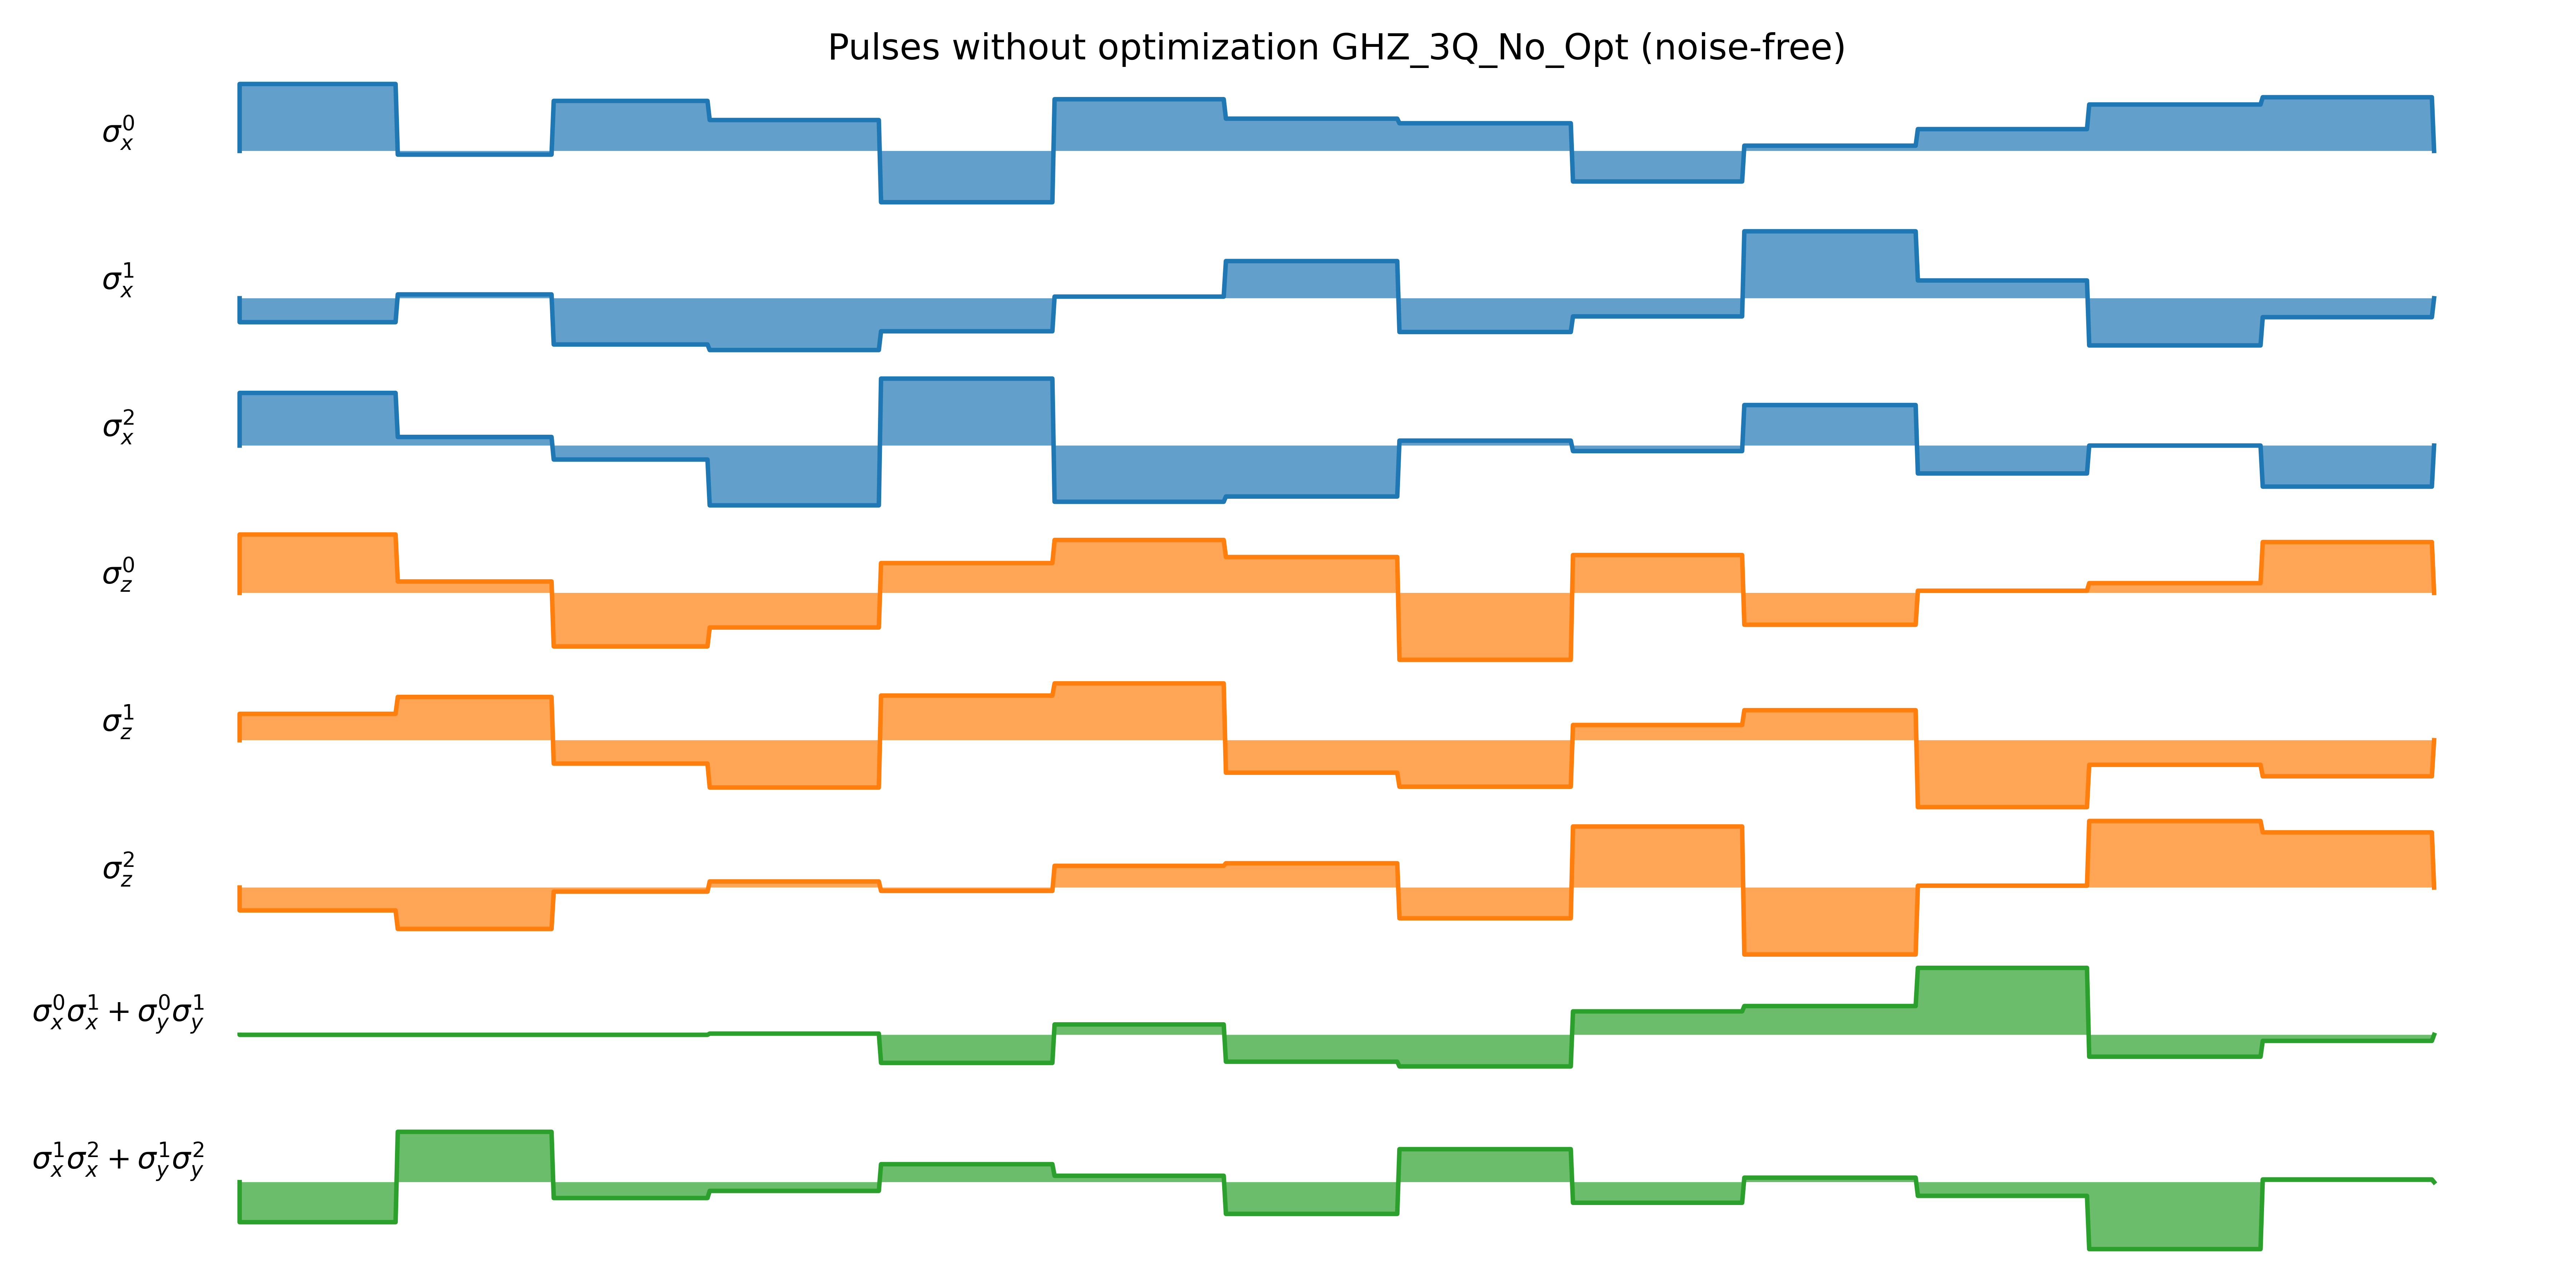 Pulses without optimization GHZ_3Q_No_Opt (noise-free)
σ_x^0
σ_x^1
σ_x^2
σ_z^0
σ_z^1
σ_z^2
σ_x^0σ_x^1 + σ_y^0σ_y^1
σ_x^1σ_x^2 + σ_y^1σ_y^2